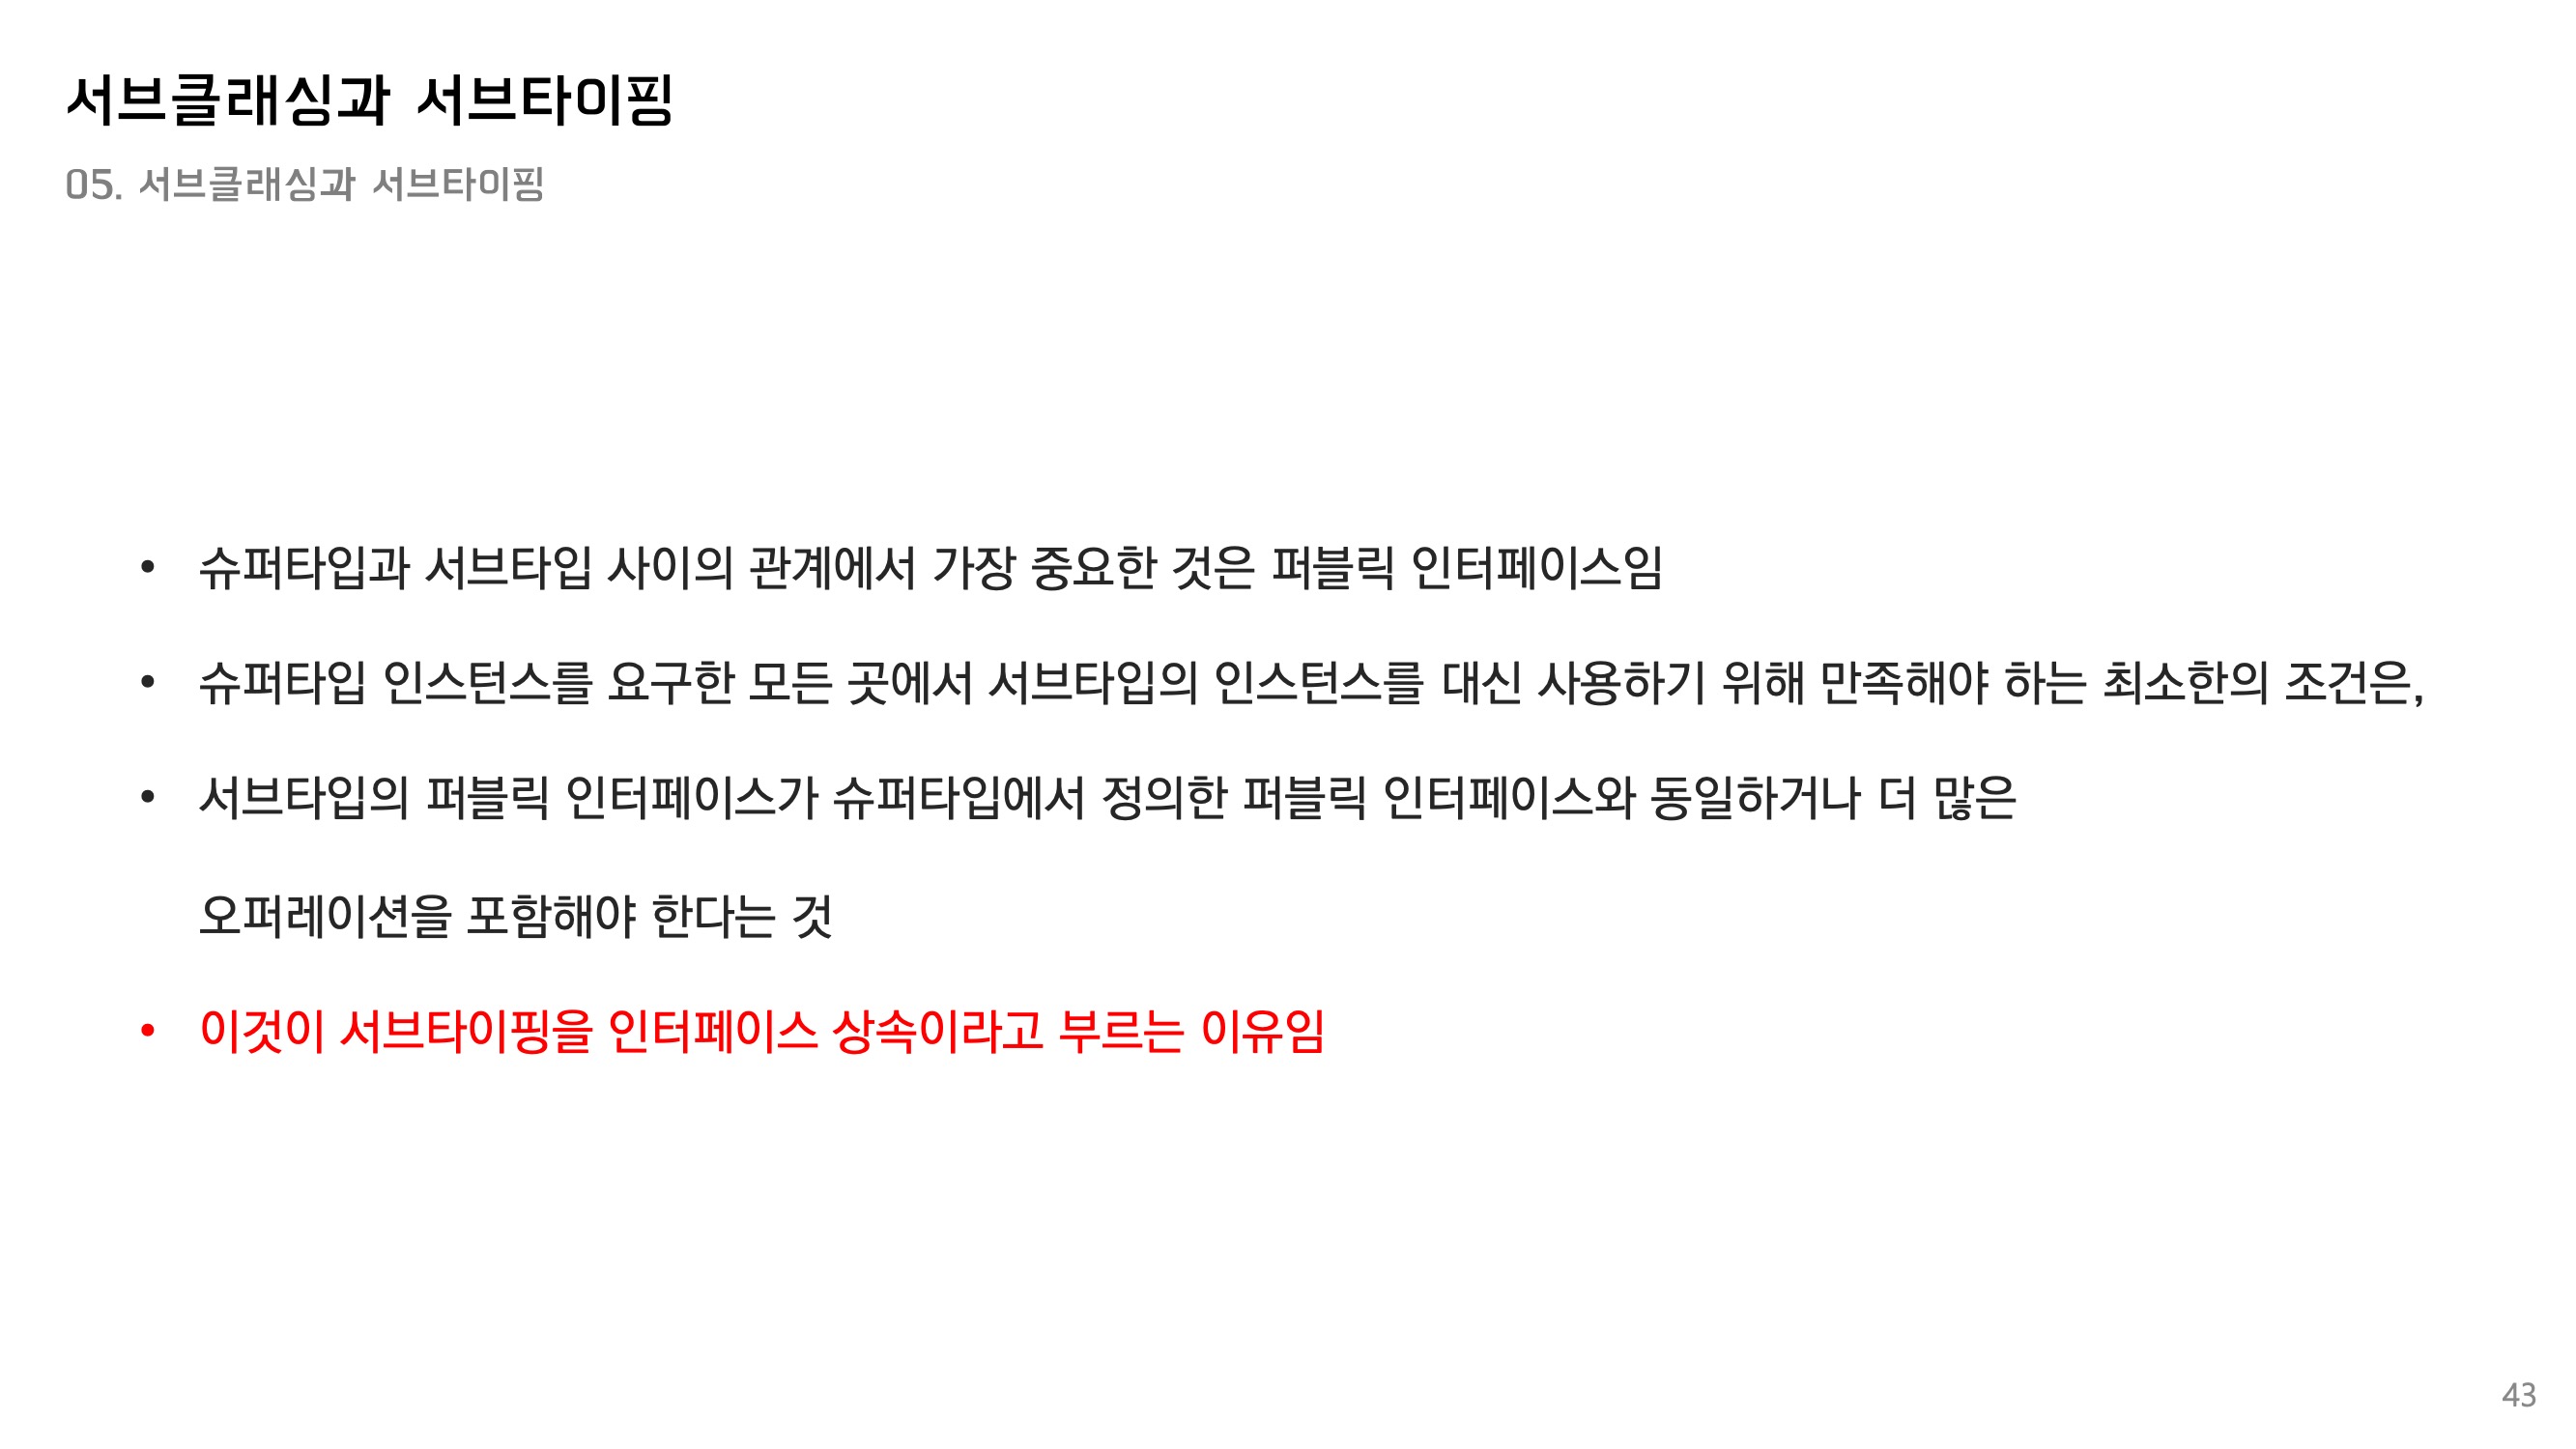 서브클래싱과 서브타이핑
05. 서브클래싱과 서브타이핑
• 슈퍼타입과 서브타입 사이의 관계에서 가장 중요한 것은 퍼블릭 인터페이스임
• 슈퍼타입 인스턴스를 요구한 모든 곳에서 서브타입의 인스턴스를 대신 사용하기 위해 만족해야 하는 최소한의 조건은,
• 서브타입의 퍼블릭 인터페이스가 슈퍼타입에서 정의한 퍼블릭 인터페이스와 동일하거나 더 많은
오퍼레이션을 포함해야 한다는 것
• 이것이 서브타이핑을 인터페이스 상속이라고 부르는 이유임
43